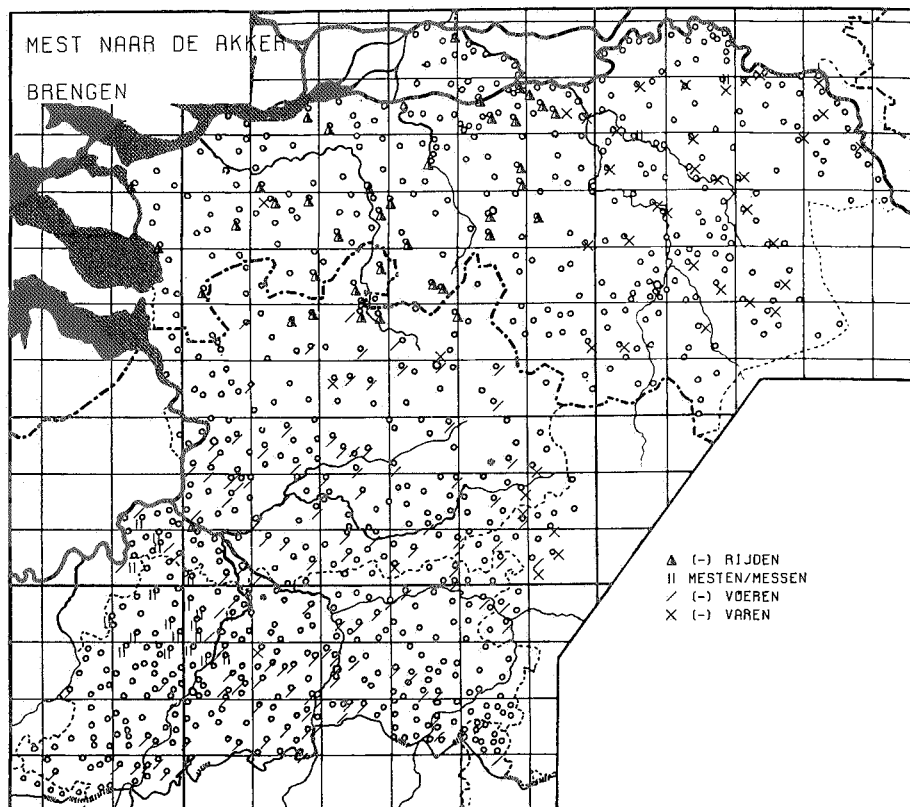 MEST NAAR DE AKKER
BRENGEN
(-) RIJDEN
MESTEN/MESSEN
(-) VOEREN
(-) VAREN